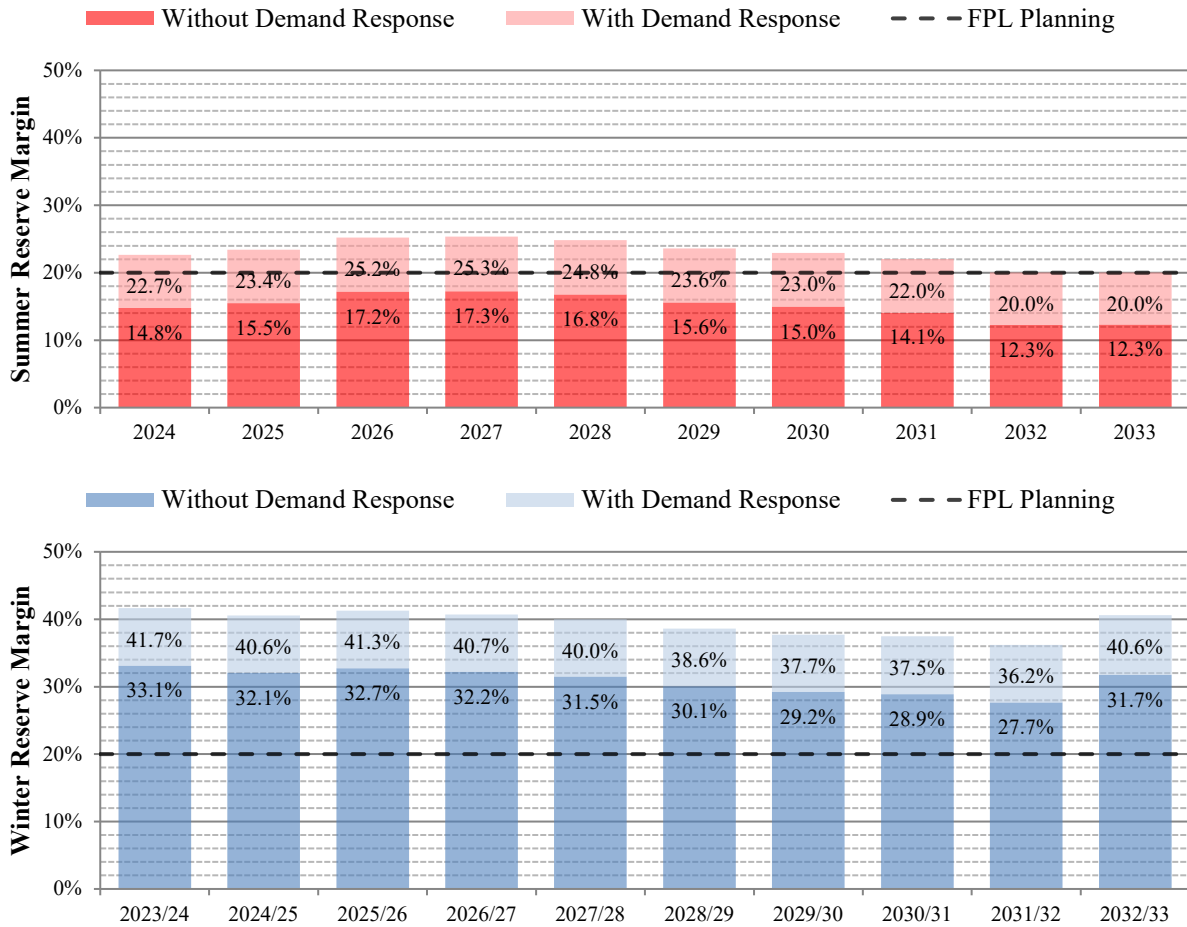 Without Demand Response With Demand Response FPL Planning
Summer Reserve Margin
50%
40%
30%
20%
10%
0%
22.7% 23.4% 25.2% 25.3% 24.8% 23.6% 23.0% 22.0% 20.0% 20.0%
14.8% 15.5% 17.2% 17.3% 16.8% 15.6% 15.0% 14.1% 12.3% 12.3%
2024 2025 2026 2027 2028 2029 2030 2031 2032 2033
Without Demand Response With Demand Response FPL Planning
Winter Reserve Margin
50%
40%
30%
20%
10%
0%
41.7% 40.6% 41.3% 40.7% 40.0% 38.6% 37.7% 37.5% 36.2% 40.6%
33.1% 32.1% 32.7% 32.2% 31.5% 30.1% 29.2% 28.9% 27.7% 31.7%
2023/24 2024/25 2025/26 2026/27 2027/28 2028/29 2029/30 2030/31 2031/32 2032/33